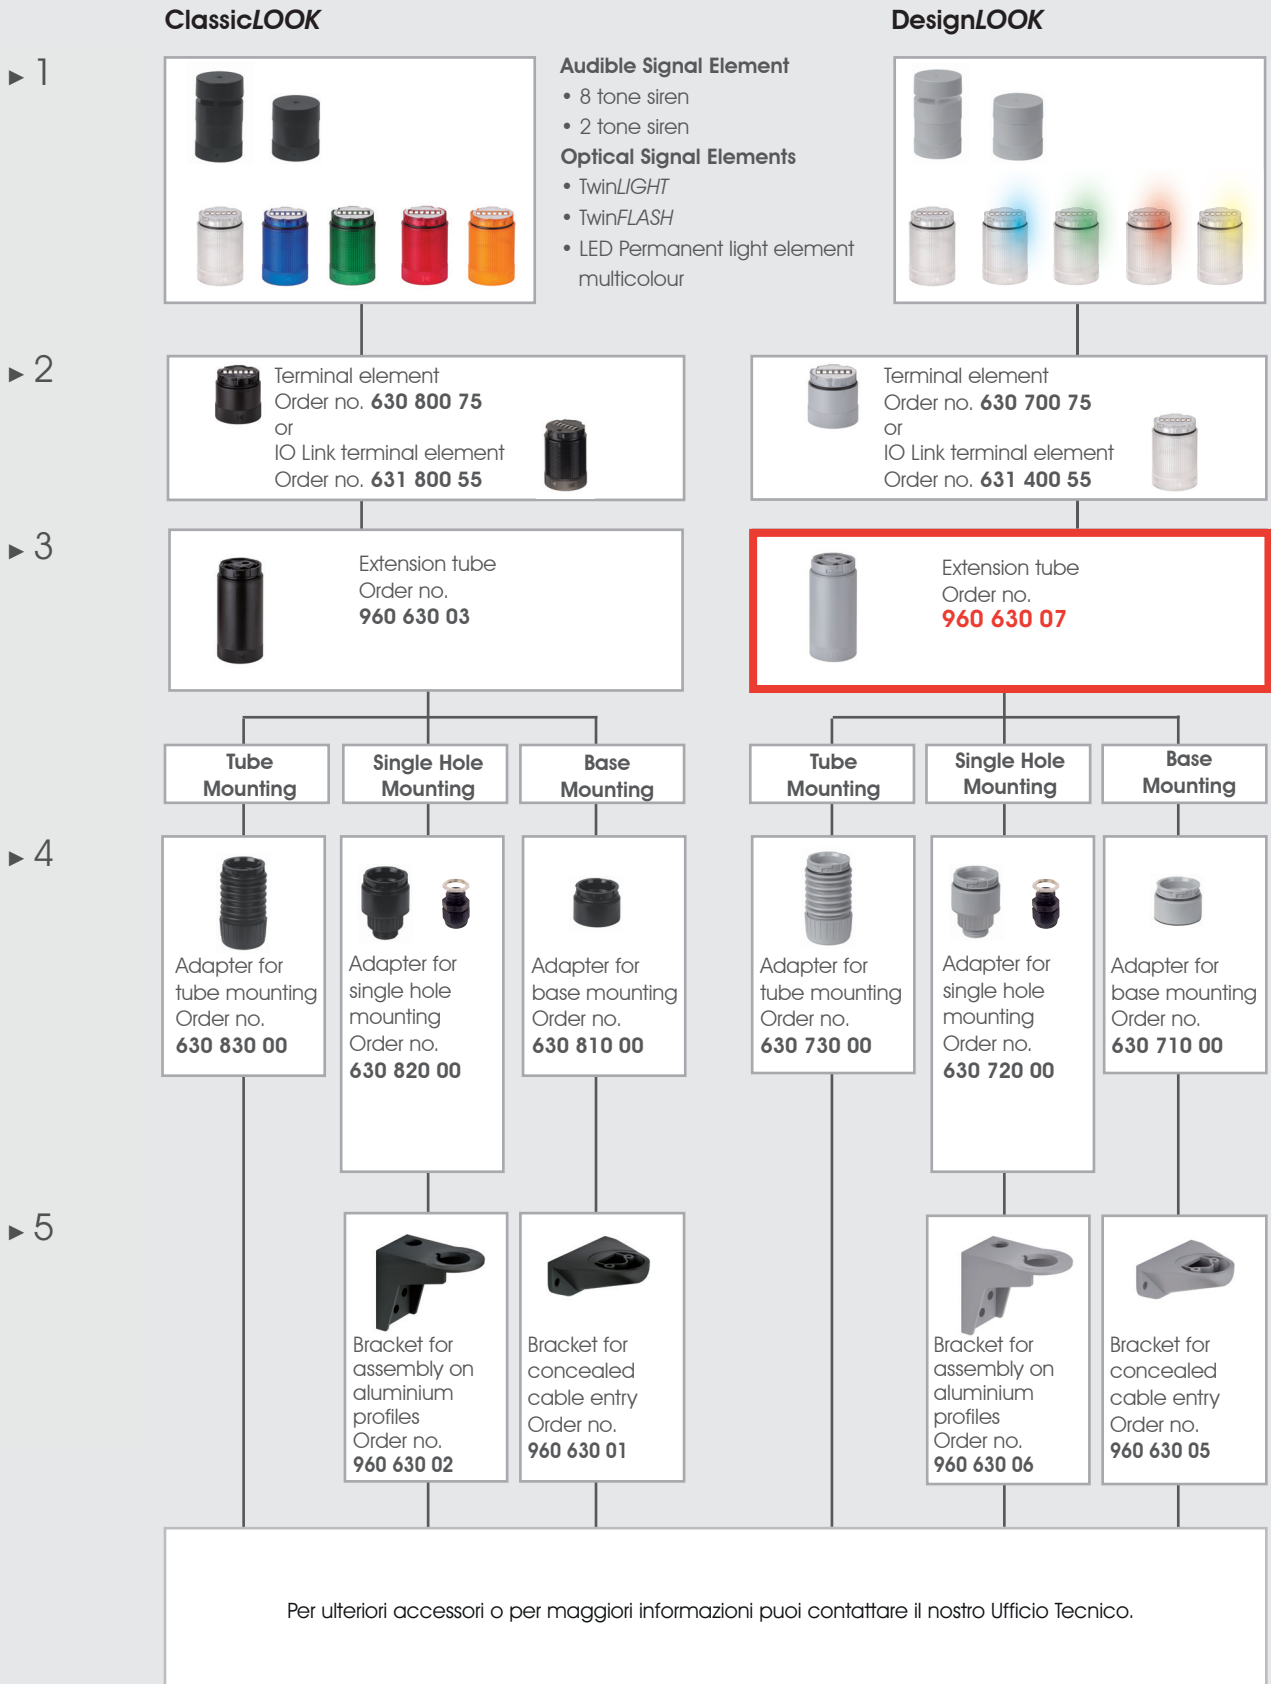 ClassicLOOK
DesignLOOK
► 1
Audible Signal Element
• 8 tone siren
• 2 tone siren
Optical Signal Elements
• TwinLIGHT
• TwinFLASH
• LED Permanent light element
multicolour
► 2
Terminal element
Order no. 630 800 75
or
IO Link terminal element
Order no. 631 800 55
Terminal element
Order no. 630 700 75
or
IO Link terminal element
Order no. 631 400 55
► 3
Extension tube
Order no.
960 630 03
Extension tube
Order no.
960 630 07
Tube
Mounting
Single Hole
Mounting
Base
Mounting
Tube
Mounting
Single Hole
Mounting
Base
Mounting
► 4
Adapter for
tube mounting
Order no.
630 830 00
Adapter for
single hole
mounting
Order no.
630 820 00
Adapter for
base mounting
Order no.
630 810 00
Adapter for
tube mounting
Order no.
630 730 00
Adapter for
single hole
mounting
Order no.
630 720 00
Adapter for
base mounting
Order no.
630 710 00
► 5
Bracket for
assembly on
aluminium
profiles
Order no.
960 630 02
Bracket for
concealed
cable entry
Order no.
960 630 01
Bracket for
assembly on
aluminium
profiles
Order no.
960 630 06
Bracket for
concealed
cable entry
Order no.
960 630 05
Per ulteriori accessori o per maggiori informazioni puoi contattare il nostro Ufficio Tecnico.